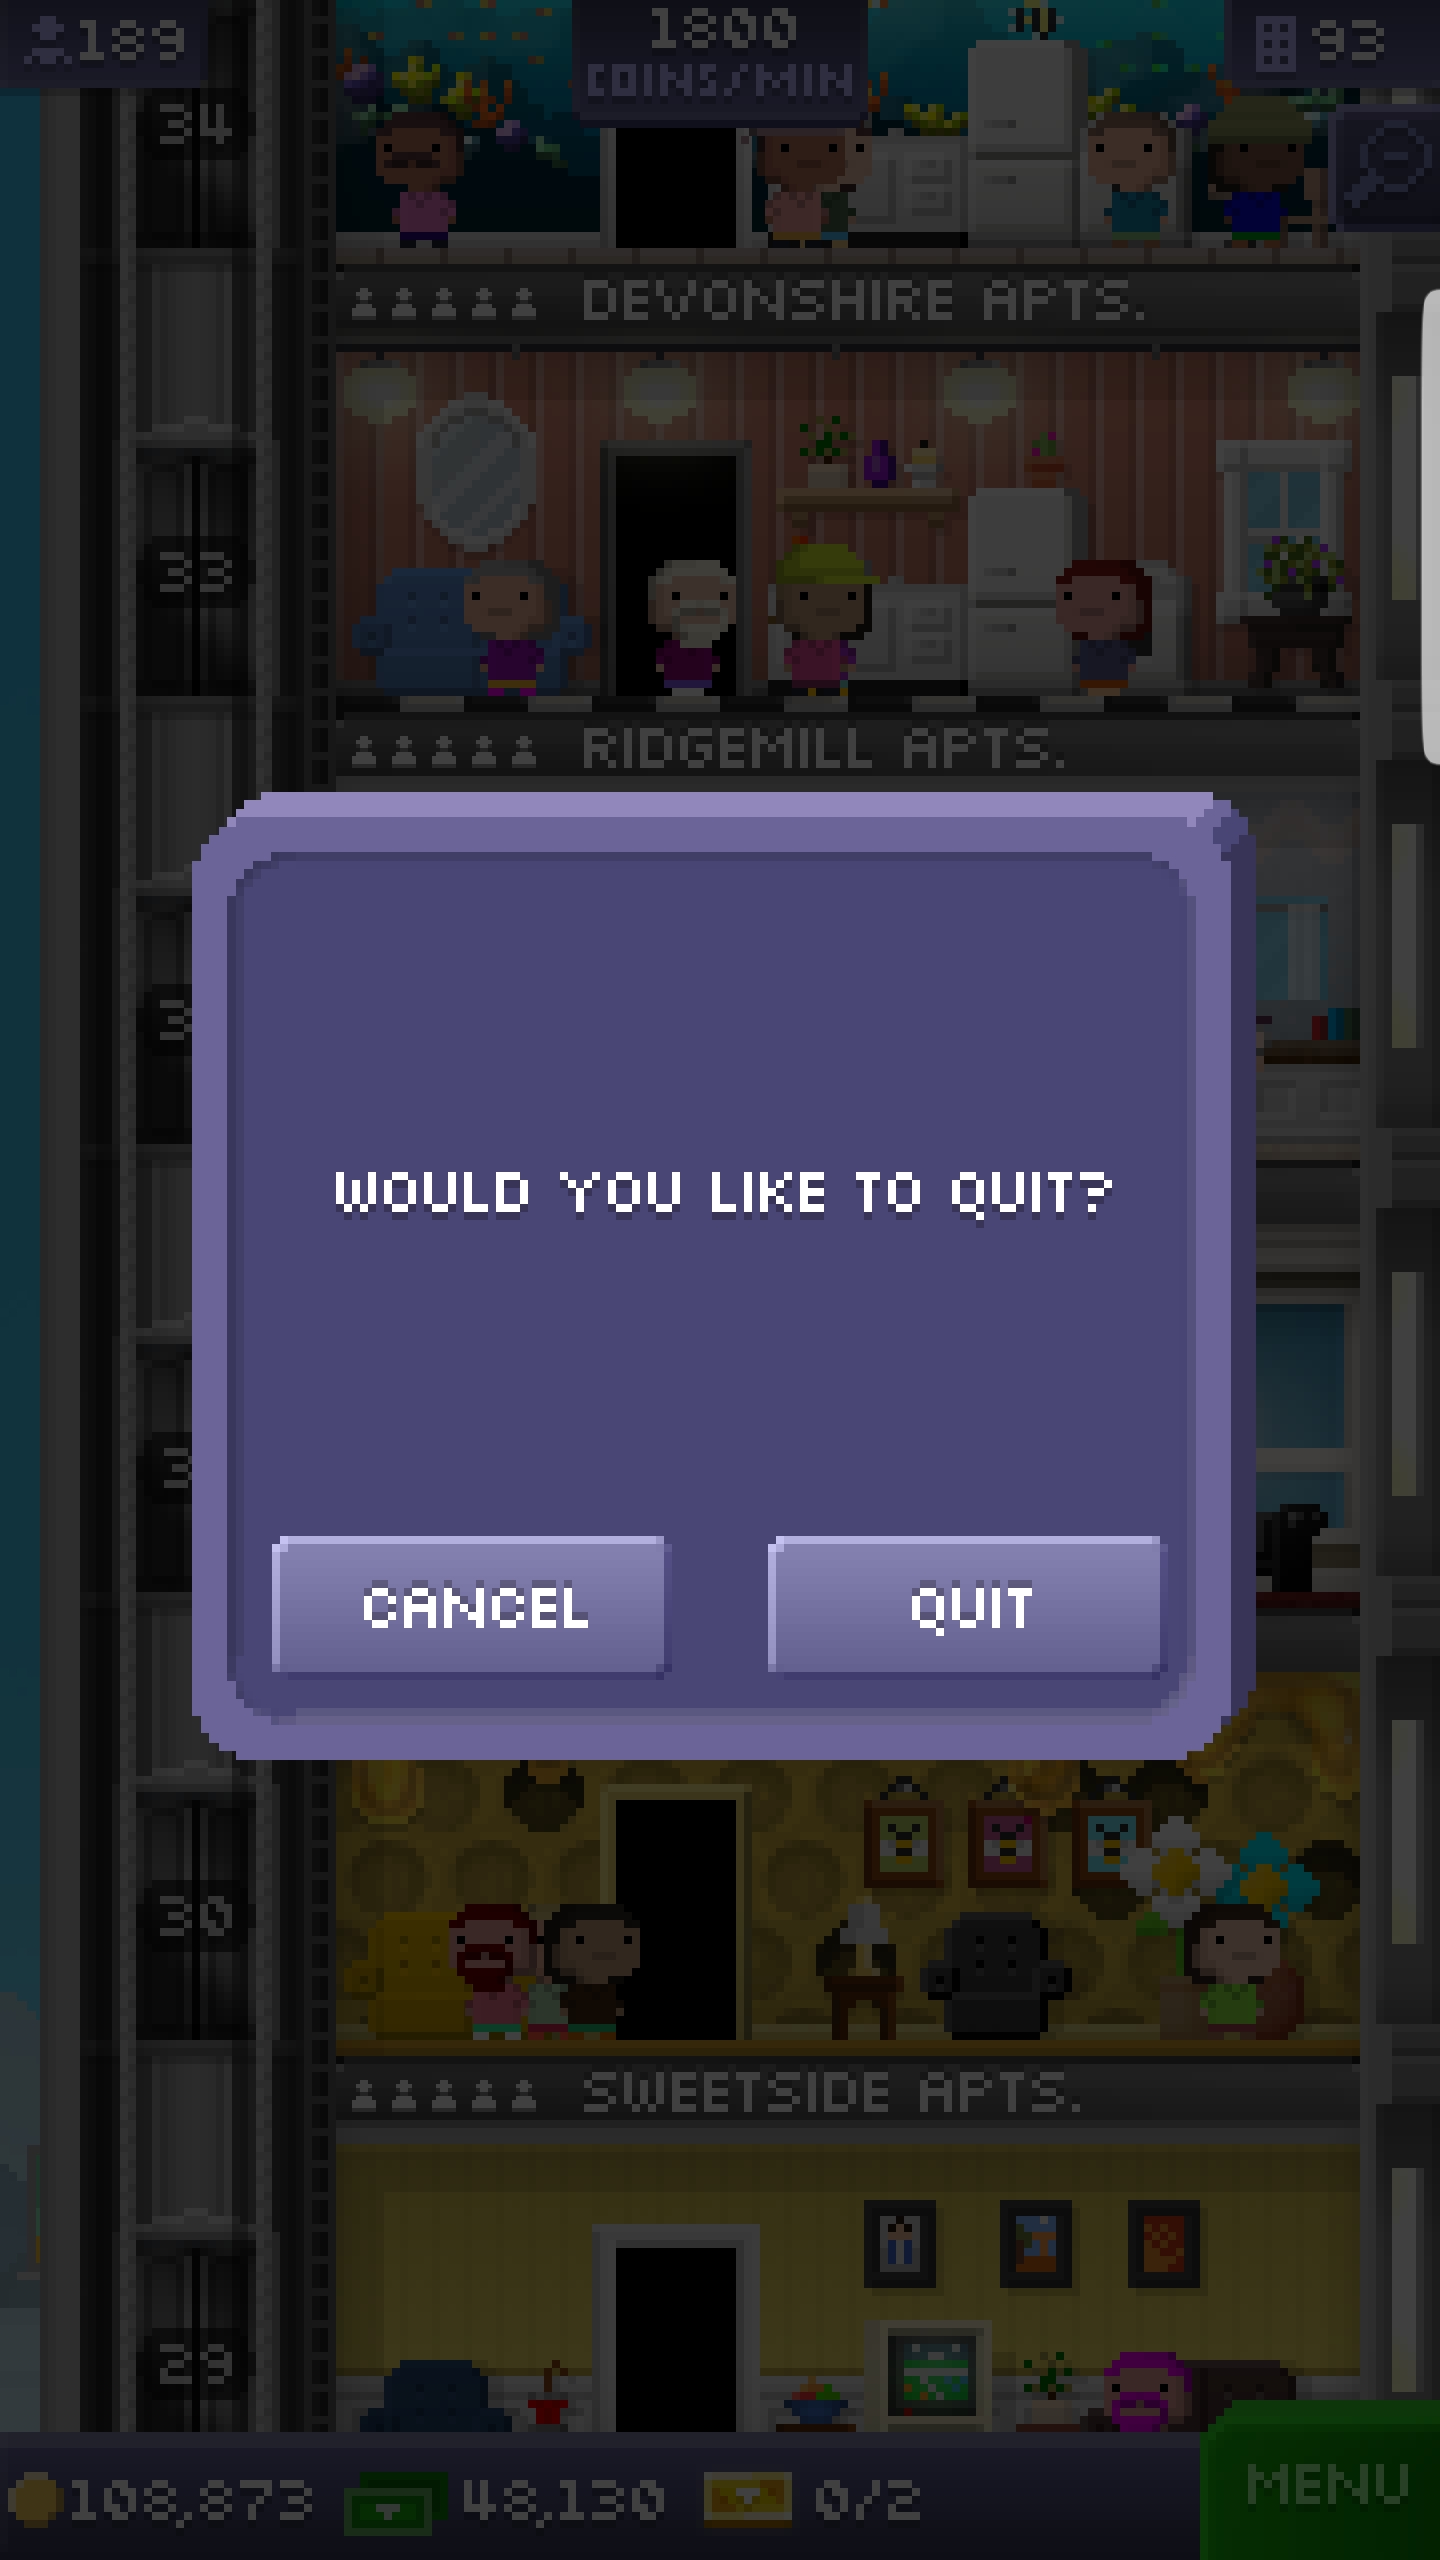 189
1800
COINS/MIN
93
34
DEVONSHIRE APTS.
33
RIDGEMILL APTS.
WOULD YOU LIKE TO QUIT?
CANCEL
QUIT
30
SWEETSIDE APTS.
29
108,873
48,130
0/2
MENU